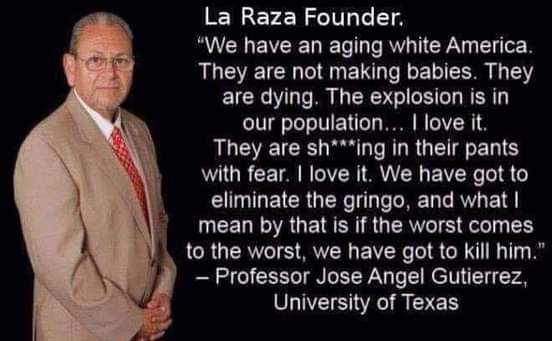 La Raza Founder.
“We have an aging white America.
They are not making babies. They
are dying. The explosion is in
our population… I love it.
They are sh***ing in their pants
with fear. I love it. We have got to
eliminate the gringo, and what I
mean by that is if the worst comes
to the worst, we have got to kill him.”
– Professor Jose Angel Gutierrez,
University of Texas